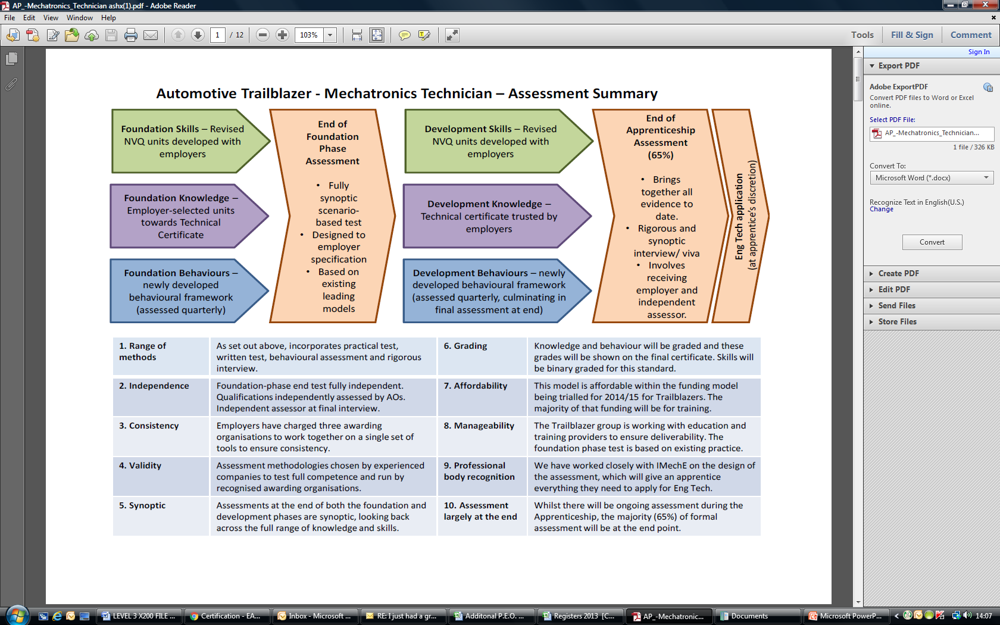 AP_-Mechatronics_Technician ashx(1).pdf - Adobe Reader
File Edit View Window Help
1 / 12 103% Tools Fill & Sign Comment
Sign In
Export PDF
Adobe ExportPDF
Convert PDF files to Word or Excel
online.
Select PDF File:
AP_-Mechatronics_Technician...
1 file / 326 KB
Convert To:
Microsoft Word (*.docx)
Recognize Text in English(U.S.)
Change
Convert
Create PDF
Edit PDF
Send Files
Store Files
Automotive Trailblazer - Mechatronics Technician – Assessment Summary
Foundation Skills – Revised
NVQ units developed with
employers
Foundation Knowledge –
Employer-selected units
towards Technical
Certificate
Foundation Behaviours –
newly developed
behavioural framework
(assessed quarterly)
End of
Foundation
Phase
Assessment
• Fully
synoptic
scenario-
based test
• Designed to
employer
specification
• Based on
existing
leading
models
Development Skills – Revised
NVQ units developed with
employers
Development Knowledge –
Technical certificate trusted by
employers
Development Behaviours – newly
developed behavioural framework
(assessed quarterly, culminating in
final assessment at end)
End of
Apprenticeship
Assessment
(65%)
• Brings
together all
evidence to
date.
• Rigorous and
synoptic
interview/ viva
• Involves
receiving
employer and
independent
assessor.
Eng Tech application
(at apprentice's discretion)
1. Range of
methods
As set out above, incorporates practical test,
written test, behavioural assessment and rigorous
interview.
6. Grading
Knowledge and behaviour will be graded and these
grades will be shown on the final certificate. Skills will
be binary graded for this standard.
2. Independence
Foundation-phase end test fully independent.
Qualifications independently assessed by AOs.
Independent assessor at final interview.
7. Affordability
This model is affordable within the funding model
being trialled for 2014/15 for Trailblazers. The
majority of that funding will be for training.
3. Consistency
Employers have charged three awarding
organisations to work together on a single set of
tools to ensure consistency.
8. Manageability
The Trailblazer group is working with education and
training providers to ensure deliverability. The
foundation phase test is based on existing practice.
4. Validity
Assessment methodologies chosen by experienced
companies to test full competence and run by
recognised awarding organisations.
9. Professional
body recognition
We have worked closely with IMechE on the design of
the assessment, which will give an apprentice
everything they need to apply for Eng Tech.
5. Synoptic
Assessments at the end of both the foundation and
development phases are synoptic, looking back
across the full range of knowledge and skills.
10. Assessment
largely at the end
Whilst there will be ongoing assessment during the
Apprenticeship, the majority (65%) of formal
assessment will be at the end point.
LEVEL 3 X200 FILE ... Certification - EA... Inbox - Microsoft ... RE: I just had a gr... Additonal P.E.O. ... Registers 2013 [C... AP_-Mechatronic... Documents Microsoft PowerP... 14:07